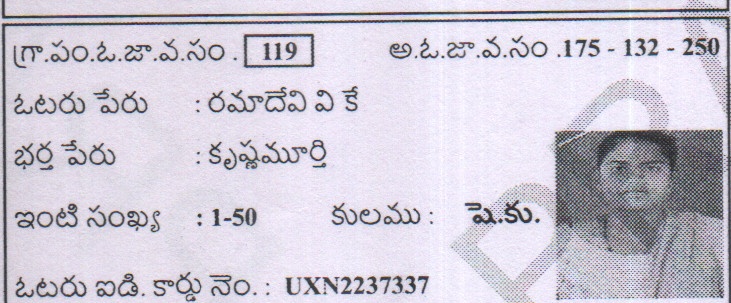 గ్రా.పం.ఓ.జా.వ.సం . 119 అ.ఓ.జా.వ.సం .175 - 132 - 250
ఓటరు పేరు : రమాదేవి వి కే
భర్త పేరు : కృష్ణమూర్తి
ఇంటి సంఖ్య : 1-50 కులము : షె.కు.
ఓటరు ఐడి. కార్డు నెం. : UXN2237337